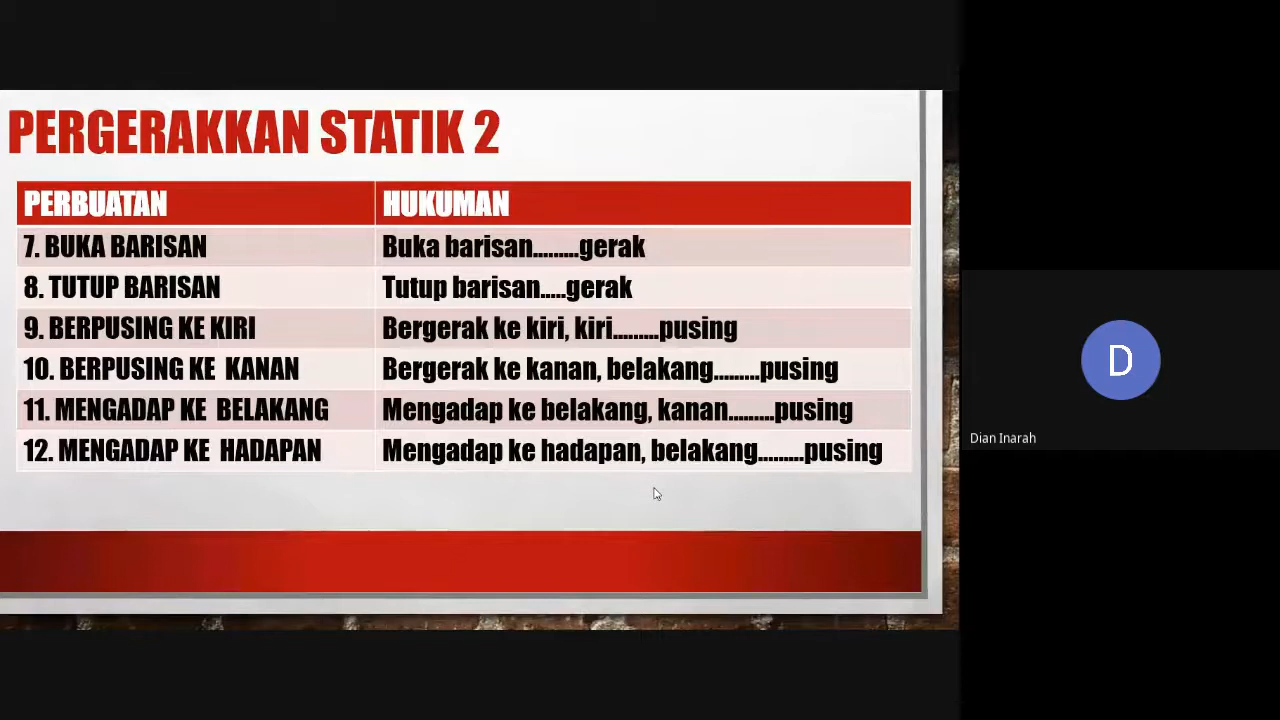 PERGERAKKAN STATIK 2
PERBUATAN HUKUMAN
7. BUKA BARISAN Buka barisan.........gerak
8. TUTUP BARISAN Tutup barisan.....gerak
9. BERPUSING KE KIRI Bergerak ke kiri, kiri.........pusing
10. BERPUSING KE KANAN Bergerak ke kanan, belakang.........pusing
11. MENGADAP KE BELAKANG Mengadap ke belakang, kanan.........pusing
12. MENGADAP KE HADAPAN Mengadap ke hadapan, belakang.........pusing
D
Dian Inarah